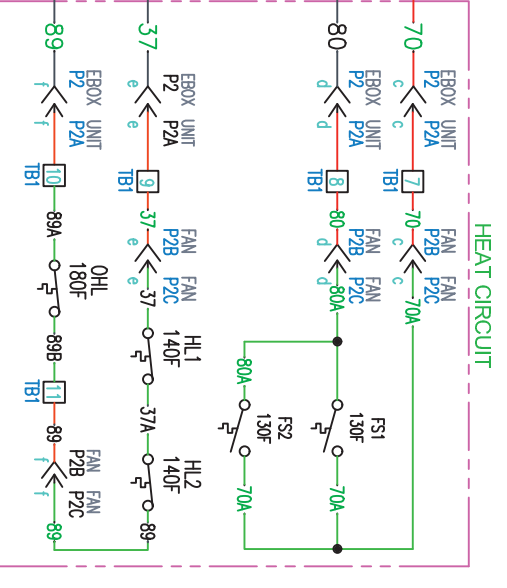 HEAT CIRCUIT
70
c
P2 EBOX
c
P2A UNIT
7
TB1
70
c
P2B FAN
c
P2C FAN
70A
80
d
P2 EBOX
d
P2A UNIT
8
TB1
80
d
P2B FAN
d
P2C FAN
80A
FS1
130F
70A
80A
FS2
130F
70A
37
e
P2 EBOX
e
P2A UNIT
9
TB1
37
e
P2B FAN
e
P2C FAN
37
HL1
140F
37A
HL2
140F
89
89
f
P2 EBOX
f
P2A UNIT
10
TB1
89A
OHL
180F
89B
11
TB1
89
f
P2B FAN
f
P2C FAN
89